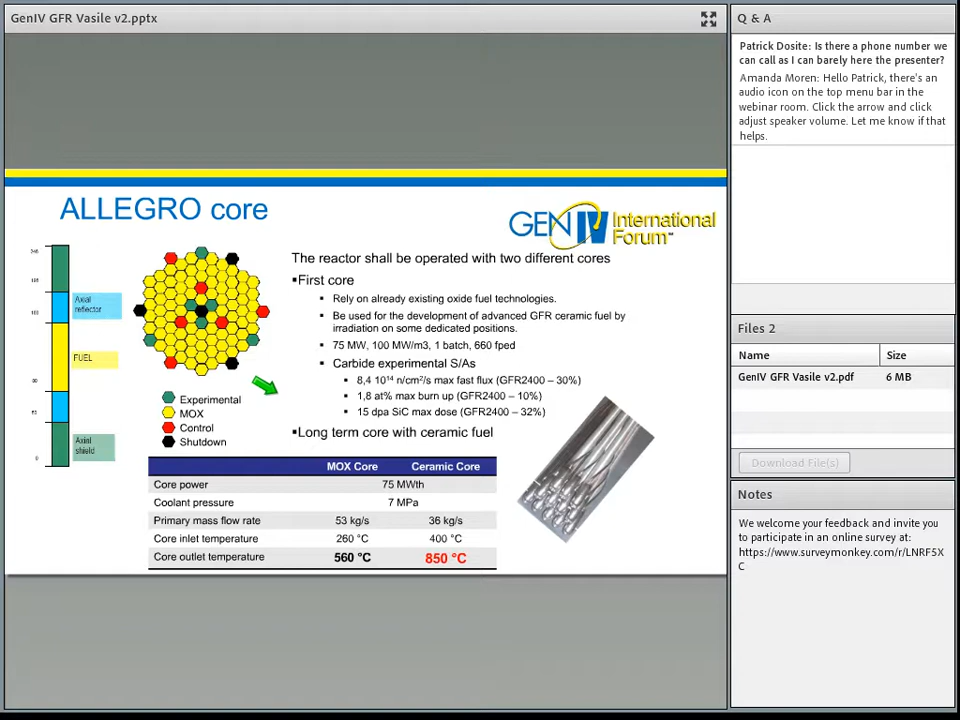 GenIV GFR Vasile v2.pptx
ALLEGRO core
GENIV International
Forum™
Axial
reflector
FUEL
Axial
shield
0
Experimental
MOX
Control
Shutdown
The reactor shall be operated with two different cores
▪First core
▪ Rely on already existing oxide fuel technologies.
▪ Be used for the development of advanced GFR ceramic fuel by
irradiation on some dedicated positions.
▪ 75 MW, 100 MW/m3, 1 batch, 660 fped
▪ Carbide experimental S/As
▪ 8,4 10¹⁴ n/cm²/s max fast flux (GFR2400 – 30%)
▪ 1,8 at% max burn up (GFR2400 – 10%)
▪ 15 dpa SiC max dose (GFR2400 – 32%)
▪Long term core with ceramic fuel
MOX Core Ceramic Core
Core power 75 MWth
Coolant pressure 7 MPa
Primary mass flow rate 53 kg/s 36 kg/s
Core inlet temperature 260 °C 400 °C
Core outlet temperature 560 °C 850 °C
Q & A
Patrick Dosite: Is there a phone number we
can call as I can barely here the presenter?
Amanda Moren: Hello Patrick, there's an
audio icon on the top menu bar in the
webinar room. Click the arrow and click
adjust speaker volume. Let me know if that
helps.
Files 2
Name Size
GenIV GFR Vasile v2.pdf 6 MB
Download File(s)
Notes
We welcome your feedback and invite you
to participate in an online survey at:
https://www.surveymonkey.com/r/LNRF5X
C